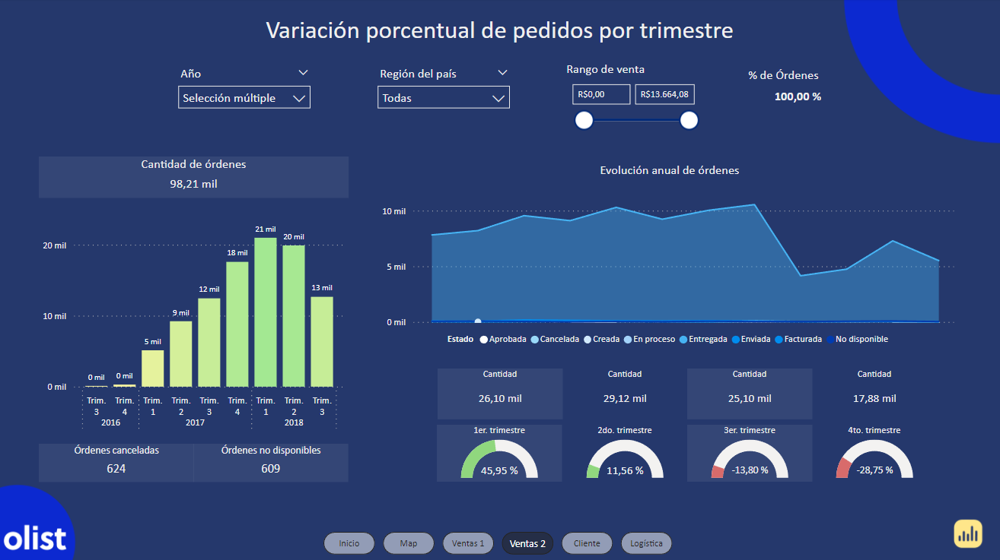 Variación porcentual de pedidos por trimestre
Año
Selección múltiple
Región del país
Todas
Rango de venta
R$0,00
R$13.664,08
% de Órdenes
100,00 %
Cantidad de órdenes
98,21 mil
20 mil
10 mil
0 mil
0 mil
0 mil
5 mil
9 mil
12 mil
18 mil
21 mil
20 mil
13 mil
Trim. 3
Trim. 4
Trim. 1
Trim. 2
Trim. 3
Trim. 4
Trim. 1
Trim. 2
Trim. 3
2016
2017
2018
Órdenes canceladas
624
Órdenes no disponibles
609
Evolución anual de órdenes
10 mil
5 mil
0 mil
Estado Aprobada Cancelada Creada En proceso Entregada Enviada Facturada No disponible
Cantidad
26,10 mil
Cantidad
29,12 mil
Cantidad
25,10 mil
Cantidad
17,88 mil
1er. trimestre
45,95 %
2do. trimestre
11,56 %
3er. trimestre
-13,80 %
4to. trimestre
-28,75 %
olist
Inicio
Map
Ventas 1
Ventas 2
Cliente
Logística